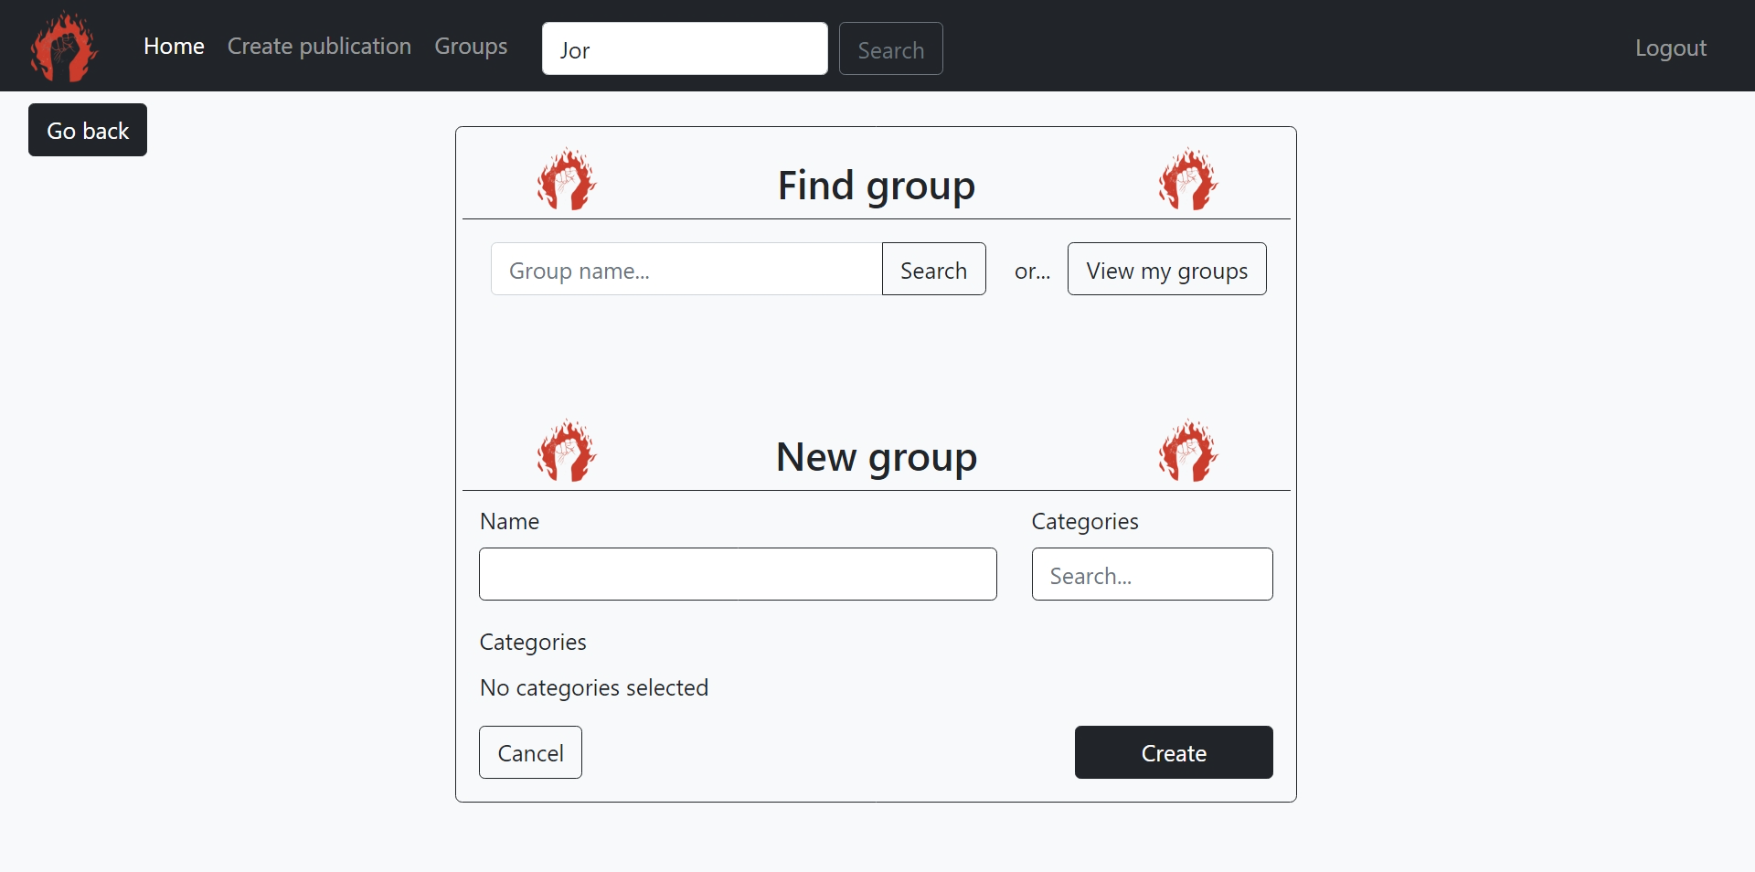 Home Create publication Groups Jor Search Logout
Go back
Find group
Group name... Search or... View my groups
New group
Name Categories
Search...
Categories
No categories selected
Cancel Create